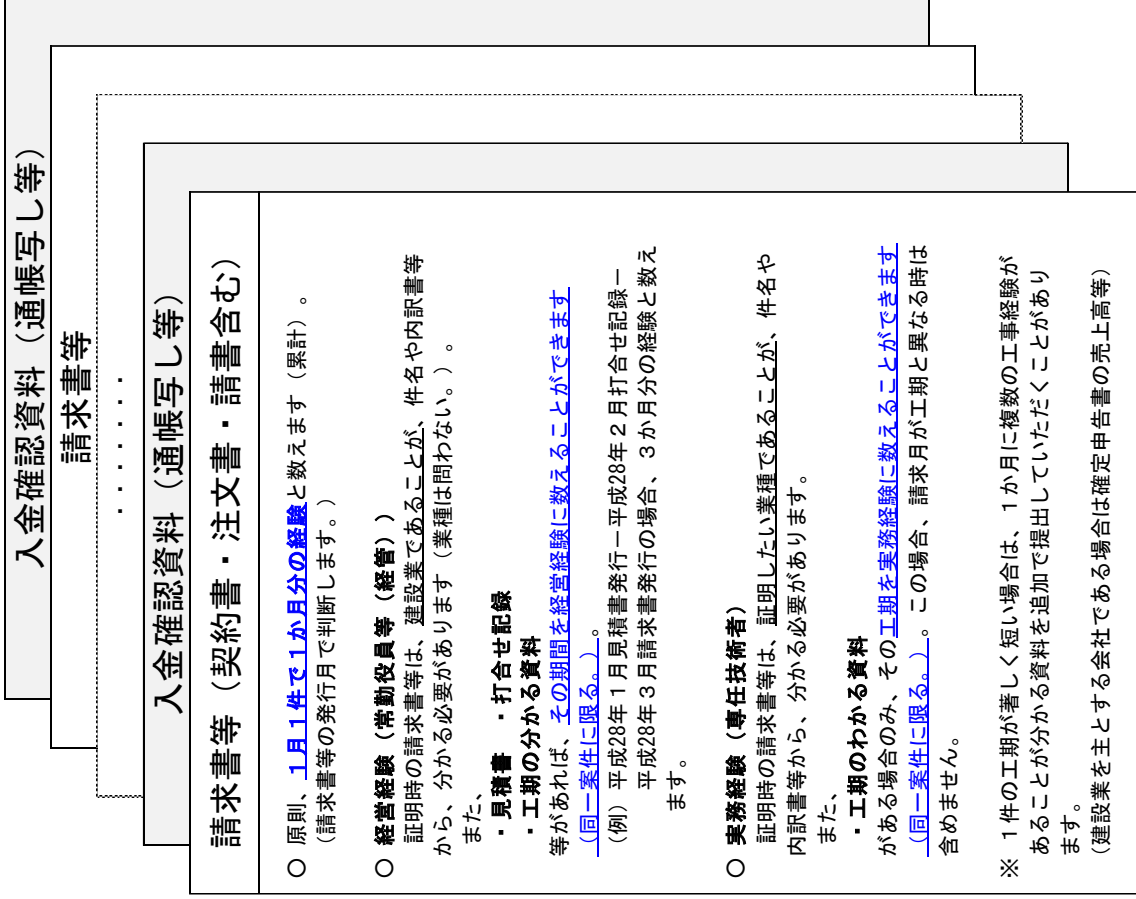 入金確認資料（通帳写し等）
請求書等
・・・・・・・
入金確認資料（通帳写し等）
請求書等（契約書・注文書・請書含む）
○ 原則、１月１件で１か月分の経験と数えます（累計）。
（請求書等の発行月で判断します。）
○ 経営経験（常勤役員等（経管））
証明時の請求書等は、建設業であることが、件名や内訳書等
から、分かる必要があります（業種は問わない。）。
また、
・見積書 ・打合せ記録
・工期の分かる資料
等があれば、その期間を経営経験に数えることができます
（同一案件に限る。）。
（例）平成28年１月見積書発行－平成28年２月打合せ記録－
平成28年３月請求書発行の場合、３か月分の経験と数え
ます。
○ 実務経験（専任技術者）
証明時の請求書等は、証明したい業種であることが、件名や
内訳書等から、分かる必要があります。
また、
・工期のわかる資料
がある場合のみ、その工期を実務経験に数えることができます
（同一案件に限る。）。この場合、請求月が工期と異なる時は
含めません。
※ １件の工期が著しく短い場合は、１か月に複数の工事経験が
あることが分かる資料を追加で提出していただくことがあり
ます。
（建設業を主とする会社である場合は確定申告書の売上高等）